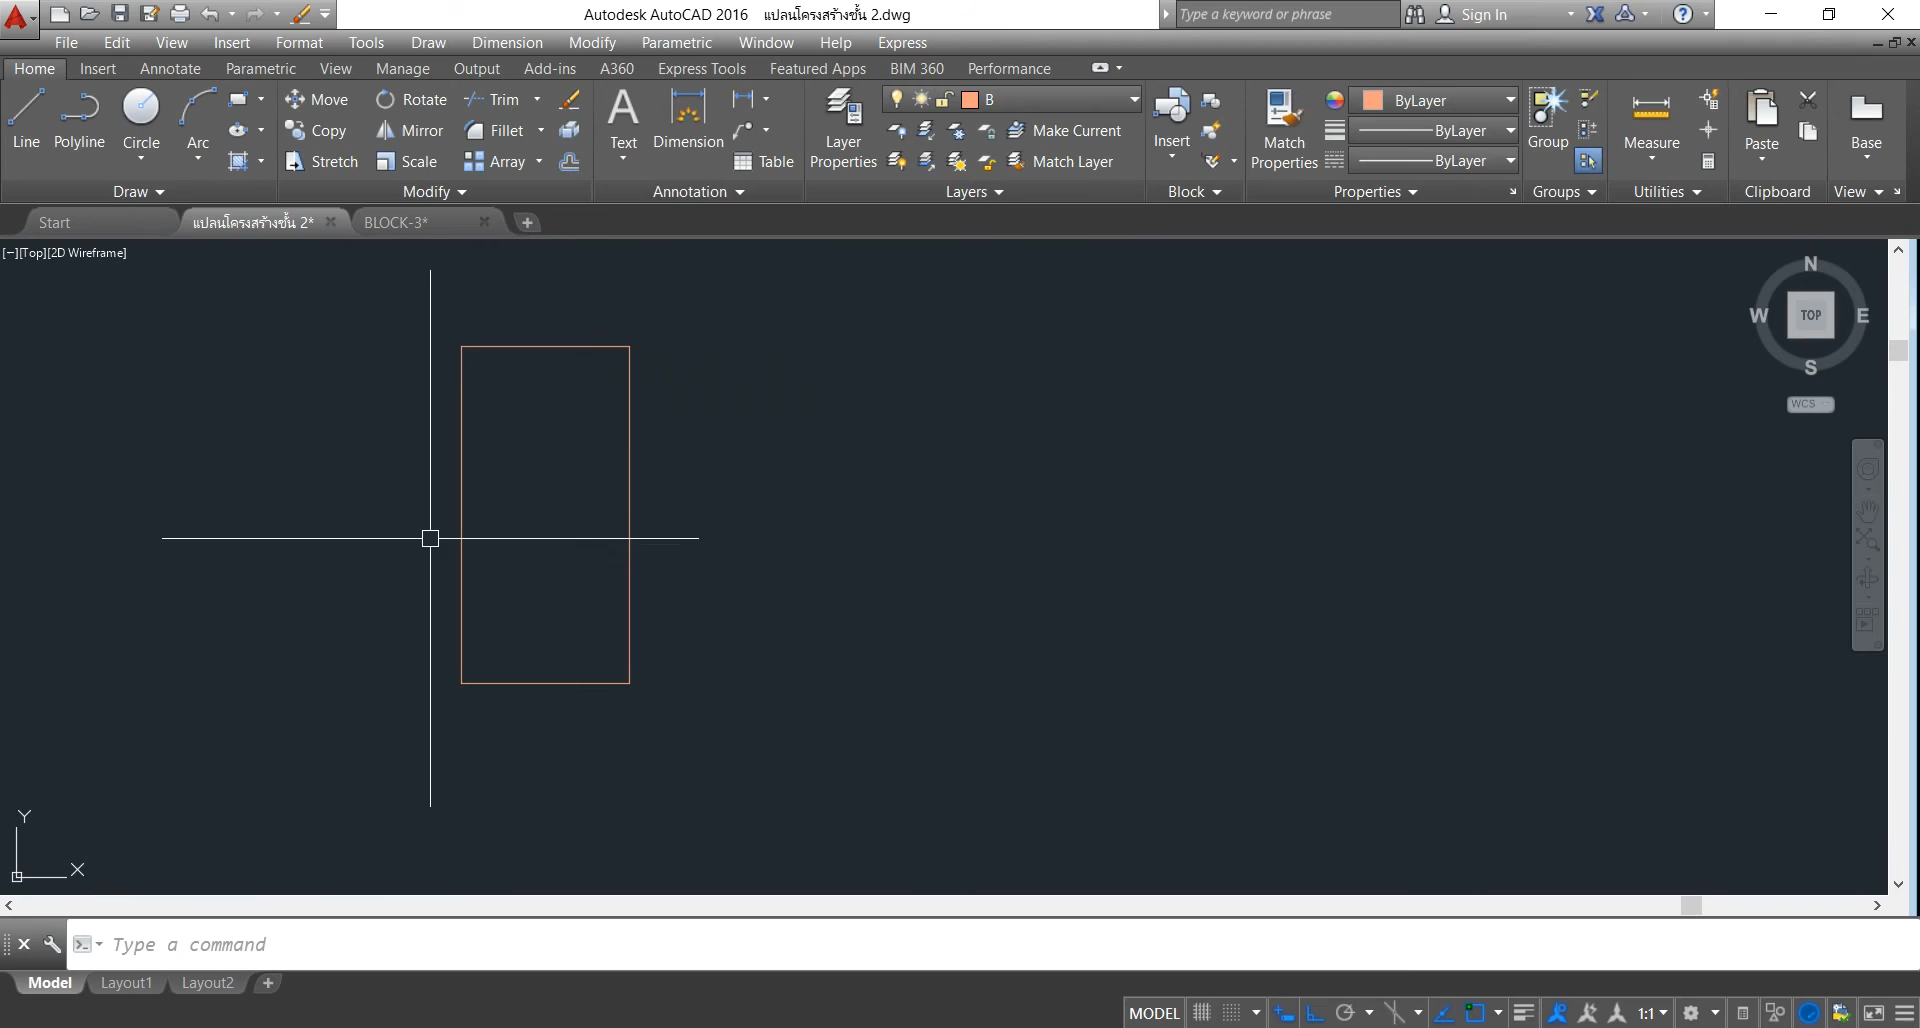 Autodesk AutoCAD 2016 แปลนโครงสร้างชั้น 2.dwg
Type a keyword or phrase
Sign In
File Edit View Insert Format Tools Draw Dimension Modify Parametric Window Help Express
Home Insert Annotate Parametric View Manage Output Add-ins A360 Express Tools Featured Apps BIM 360 Performance
Line Polyline Circle Arc
Move Rotate Trim
Copy Mirror Fillet
Stretch Scale Array
Text Dimension Table
Layer Properties
B
Make Current
Match Layer
Insert
Match Properties
ByLayer
ByLayer
ByLayer
Group
Measure
Paste
Base
Draw Modify Annotation Layers Block Properties Groups Utilities Clipboard View
Start แปลนโครงสร้างชั้น 2* BLOCK-3*
[−][Top][2D Wireframe]
N
W TOP E
S
WCS
Y
X
Type a command
Model Layout1 Layout2
MODEL 1:1